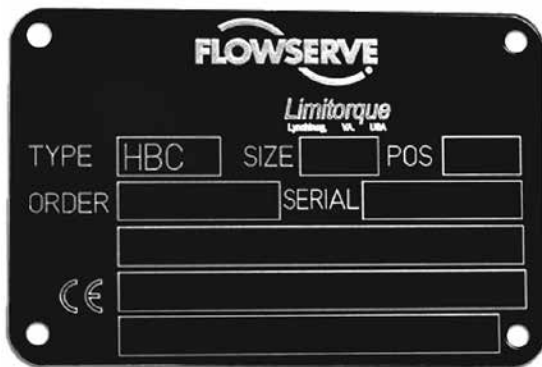 FLOWSERVE
Limitorque
Lynchburg, VA. USA
TYPE HBC SIZE POS
ORDER SERIAL
CE